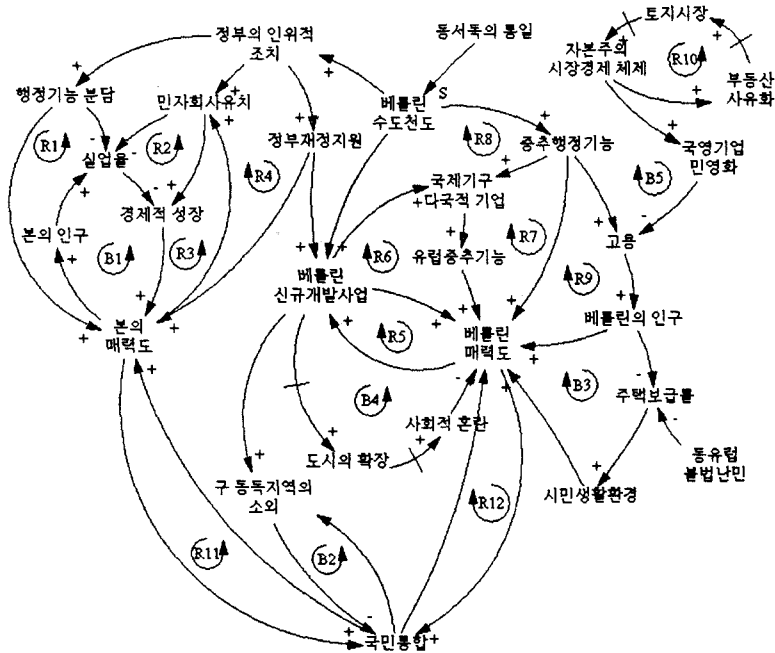 정부의 인위적
조치
동서독의 통일
토지시장
자본주의
시장경제 체제
R10
부동산
사유화
행정기능 분담
민자회사유치
베를린
수도천도
S
정부재정지원
R8
중추행정기능
국영기업
민영화
R1
실업율
R2
R4
국제기구
다국적 기업
B5
경제적 성장
본의 인구
B1
R3
R6
R7
고용
유럽중추기능
베를린
신규개발사업
R9
본의
매력도
R5
베를린
매력도
베를린의 인구
B4
B3
주택보급률
사회적 혼란
도시의 확장
동유럽
불법난민
구 동독지역의
소외
R12
시민생활환경
R11
B2
국민통합